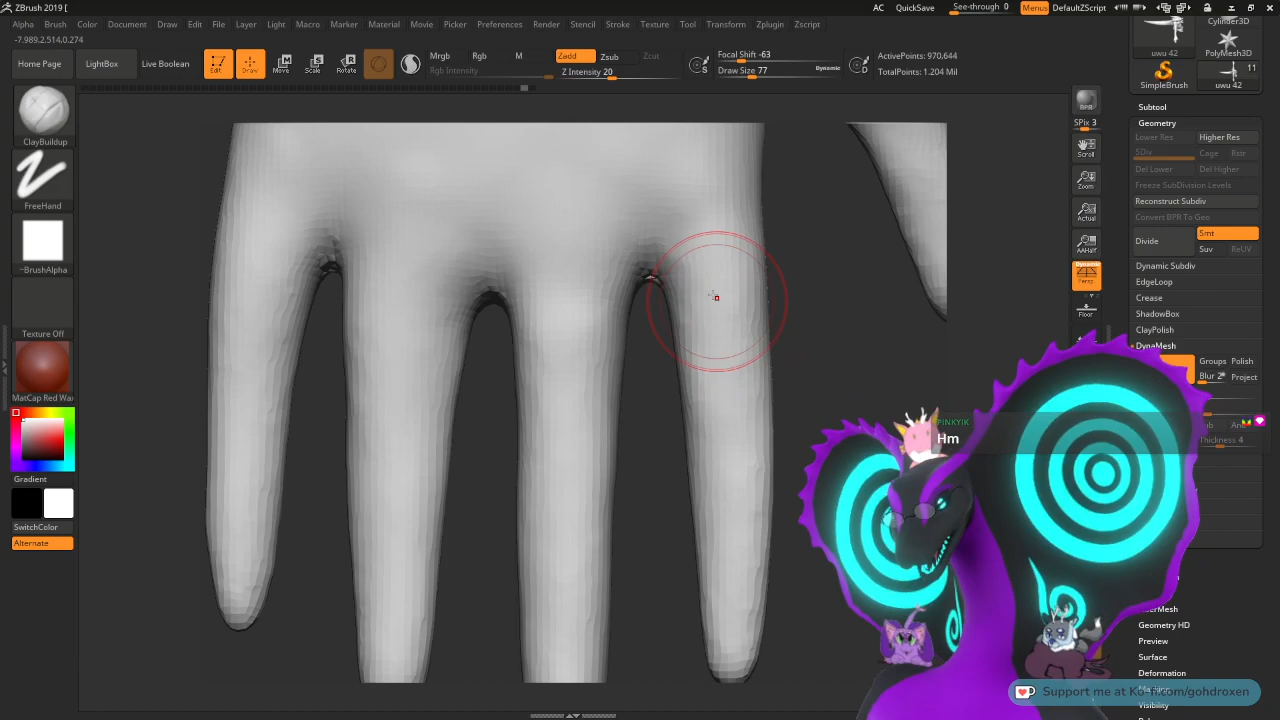 ZBrush 2019 [
AC
QuickSave
See-through 0
Menus
DefaultZScript
Alpha Brush Color Document Draw Edit File Layer Light Macro Marker Material Movie Picker Preferences Render Stencil Stroke Texture Tool Transform Zplugin Zscript
-7.989,2.514,0.274
Home Page
LightBox
Live Boolean
Edit
Draw
Move
Scale
Rotate
Mrgb
Rgb
M
Rgb Intensity
Zadd
Zsub
Zcut
Z Intensity 20
S
Focal Shift -63
Draw Size 77
Dynamic
D
ActivePoints: 970,644
TotalPoints: 1.204 Mil
Cylinder3D
uwu 42
PolyMesh3D
SimpleBrush
11
uwu 42
ClayBuildup
FreeHand
~BrushAlpha
Texture Off
MatCap Red Wax
Gradient
SwitchColor
Alternate
BPR
SPix 3
Scroll
Zoom
Actual
AAHalf
Dynamic
Persp
Floor
Subtool
Geometry
Lower Res
Higher Res
SDiv
Cage
Rstr
Del Lower
Del Higher
Freeze SubDivision Levels
Reconstruct Subdiv
Convert BPR To Geo
Divide
Smt
Suv
ReUV
Dynamic Subdiv
EdgeLoop
Crease
ShadowBox
ClayPolish
DynaMesh
Groups
Polish
Blur 2
Project
Thickness 4
PINKYIK
Hm
Geometry HD
Preview
Surface
Deformation
Masking
Visibility
Support me at Ko-fi.com/gohdroxen